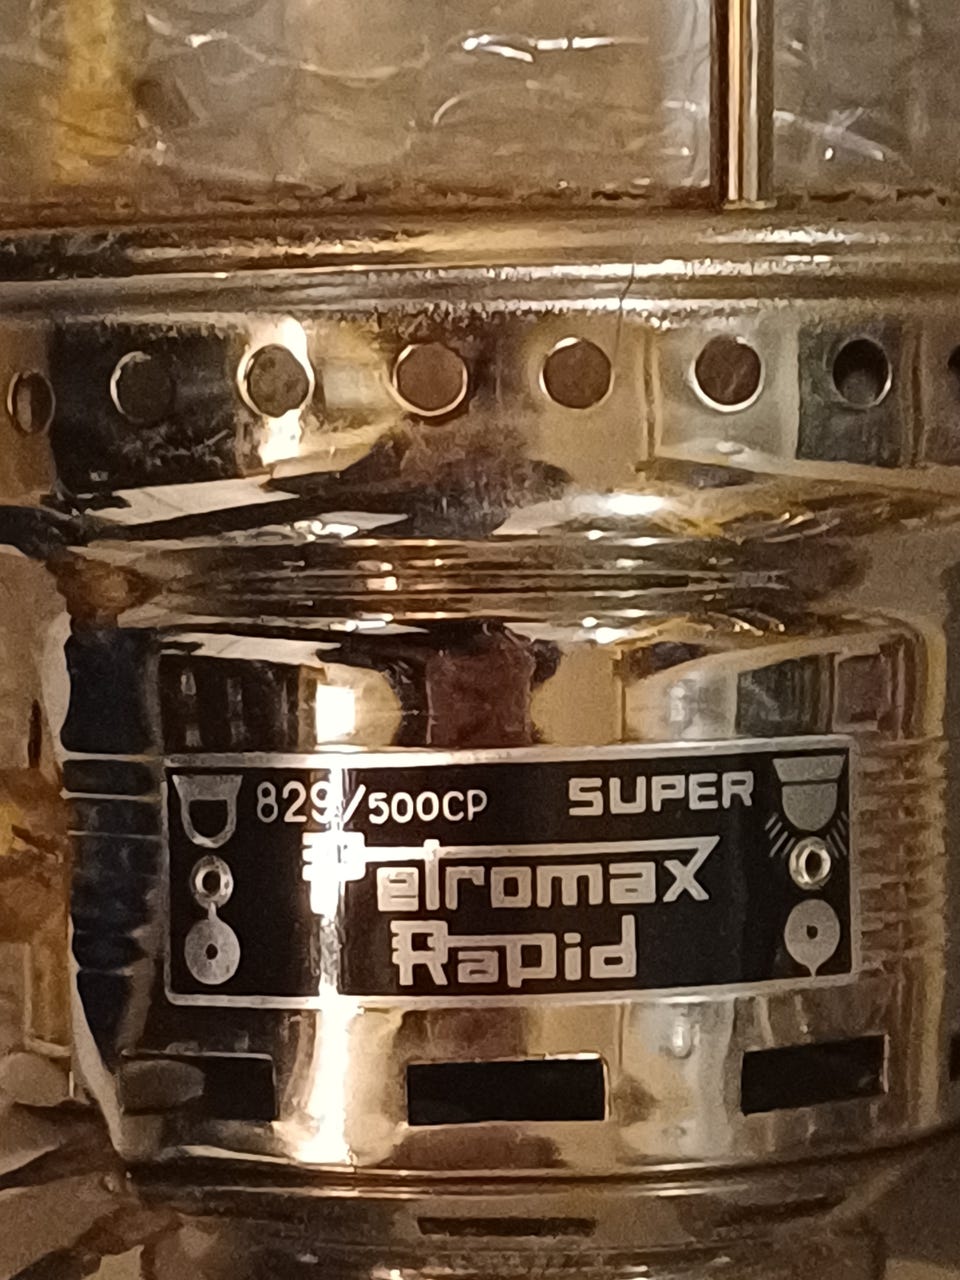 829/500CP SUPER
Petromax
Rapid